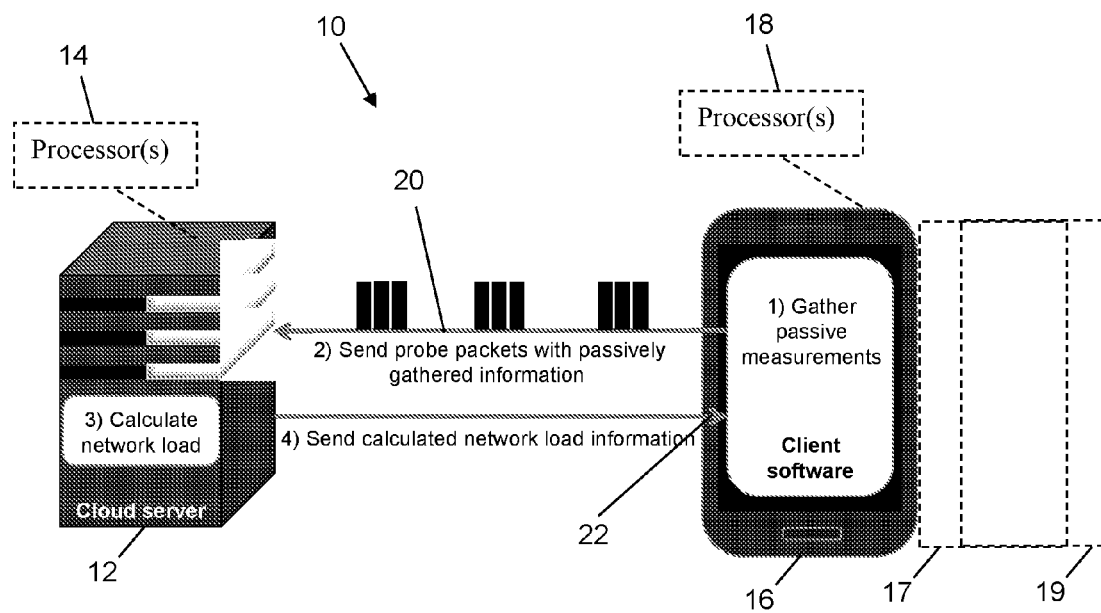 10
14
18
Processor(s)
Processor(s)
20
1) Gather
passive
measurements
2) Send probe packets with passively
gathered information
3) Calculate
network load
4) Send calculated network load information
Client
software
Cloud server
12
22
16
17
19